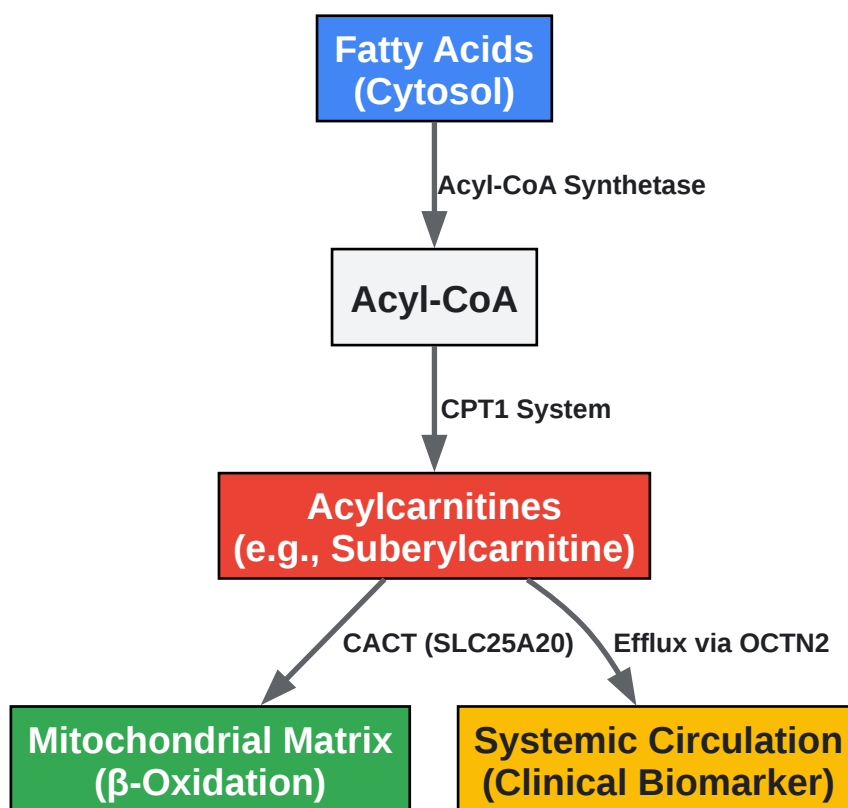 Fatty Acids
(Cytosol)
Acyl-CoA Synthetase
Acyl-CoA
CPT1 System
Acylcarnitines
(e.g., Suberylcarnitine)
CACT (SLC25A20)
Efflux via OCTN2
Mitochondrial Matrix
(β-Oxidation)
Systemic Circulation
(Clinical Biomarker)